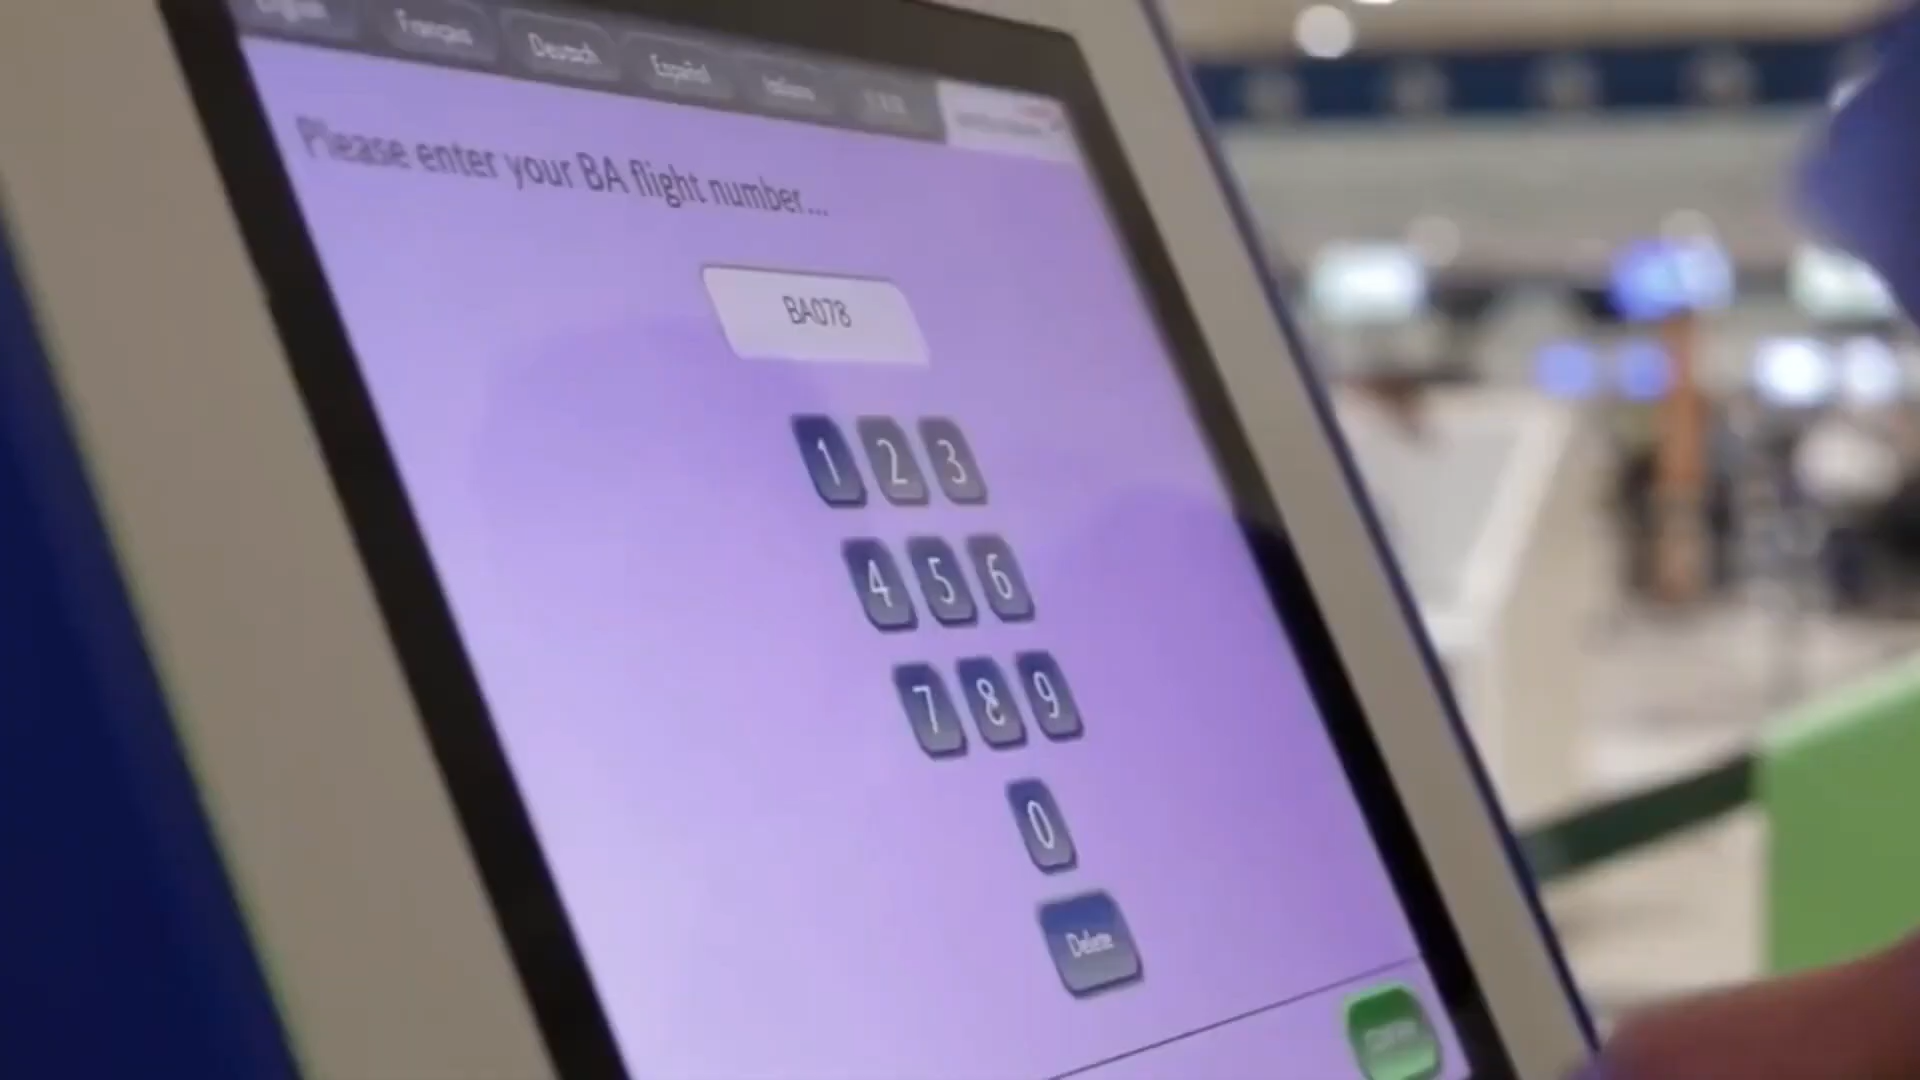 English
Français
Deutsch
Español
Italiano
Please enter your BA flight number...
BA078
1 2 3
4 5 6
7 8 9
0
Delete